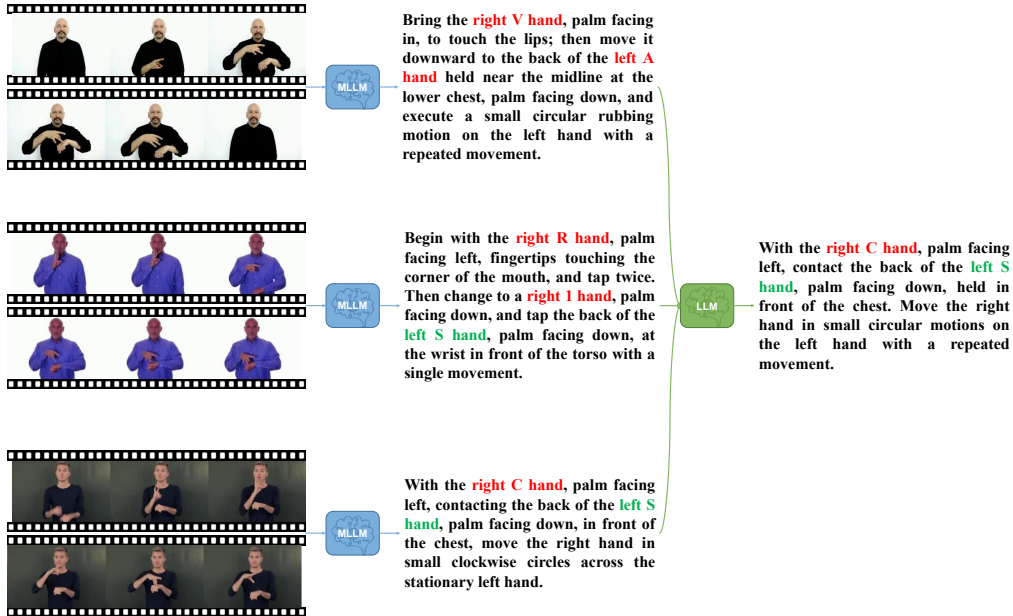 Bring the right V hand, palm facing
in, to touch the lips; then move it
downward to the back of the left A
hand held near the midline at the
lower chest, palm facing down, and
execute a small circular rubbing
motion on the left hand with a
repeated movement.
MLLM
Begin with the right R hand, palm
facing left, fingertips touching the
corner of the mouth, and tap twice.
Then change to a right 1 hand, palm
facing down, and tap the back of the
left S hand, palm facing down, at
the wrist in front of the torso with a
single movement.
MLLM
With the right C hand, palm facing
left, contacting the back of the left S
hand, palm facing down, in front of
the chest, move the right hand in
small clockwise circles across the
stationary left hand.
MLLM
LLM
With the right C hand, palm facing
left, contact the back of the left S
hand, palm facing down, held in
front of the chest. Move the right
hand in small circular motions on
the left hand with a repeated
movement.